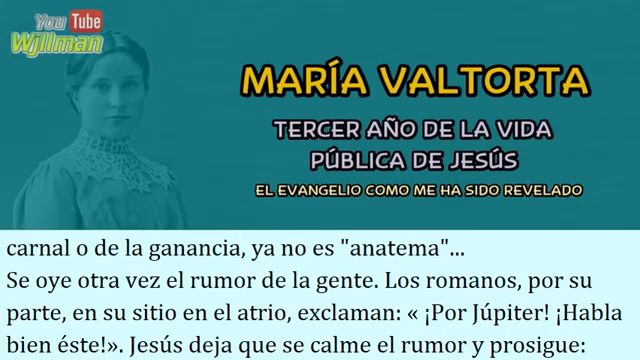 You Tube
Wjllman
MARÍA VALTORTA
TERCER AÑO DE LA VIDA
PÚBLICA DE JESÚS
EL EVANGELIO COMO ME HA SIDO REVELADO
carnal o de la ganancia, ya no es "anatema"...
Se oye otra vez el rumor de la gente. Los romanos, por su
parte, en su sitio en el atrio, exclaman: « ¡Por Júpiter! ¡Habla
bien éste!». Jesús deja que se calme el rumor y prosigue: